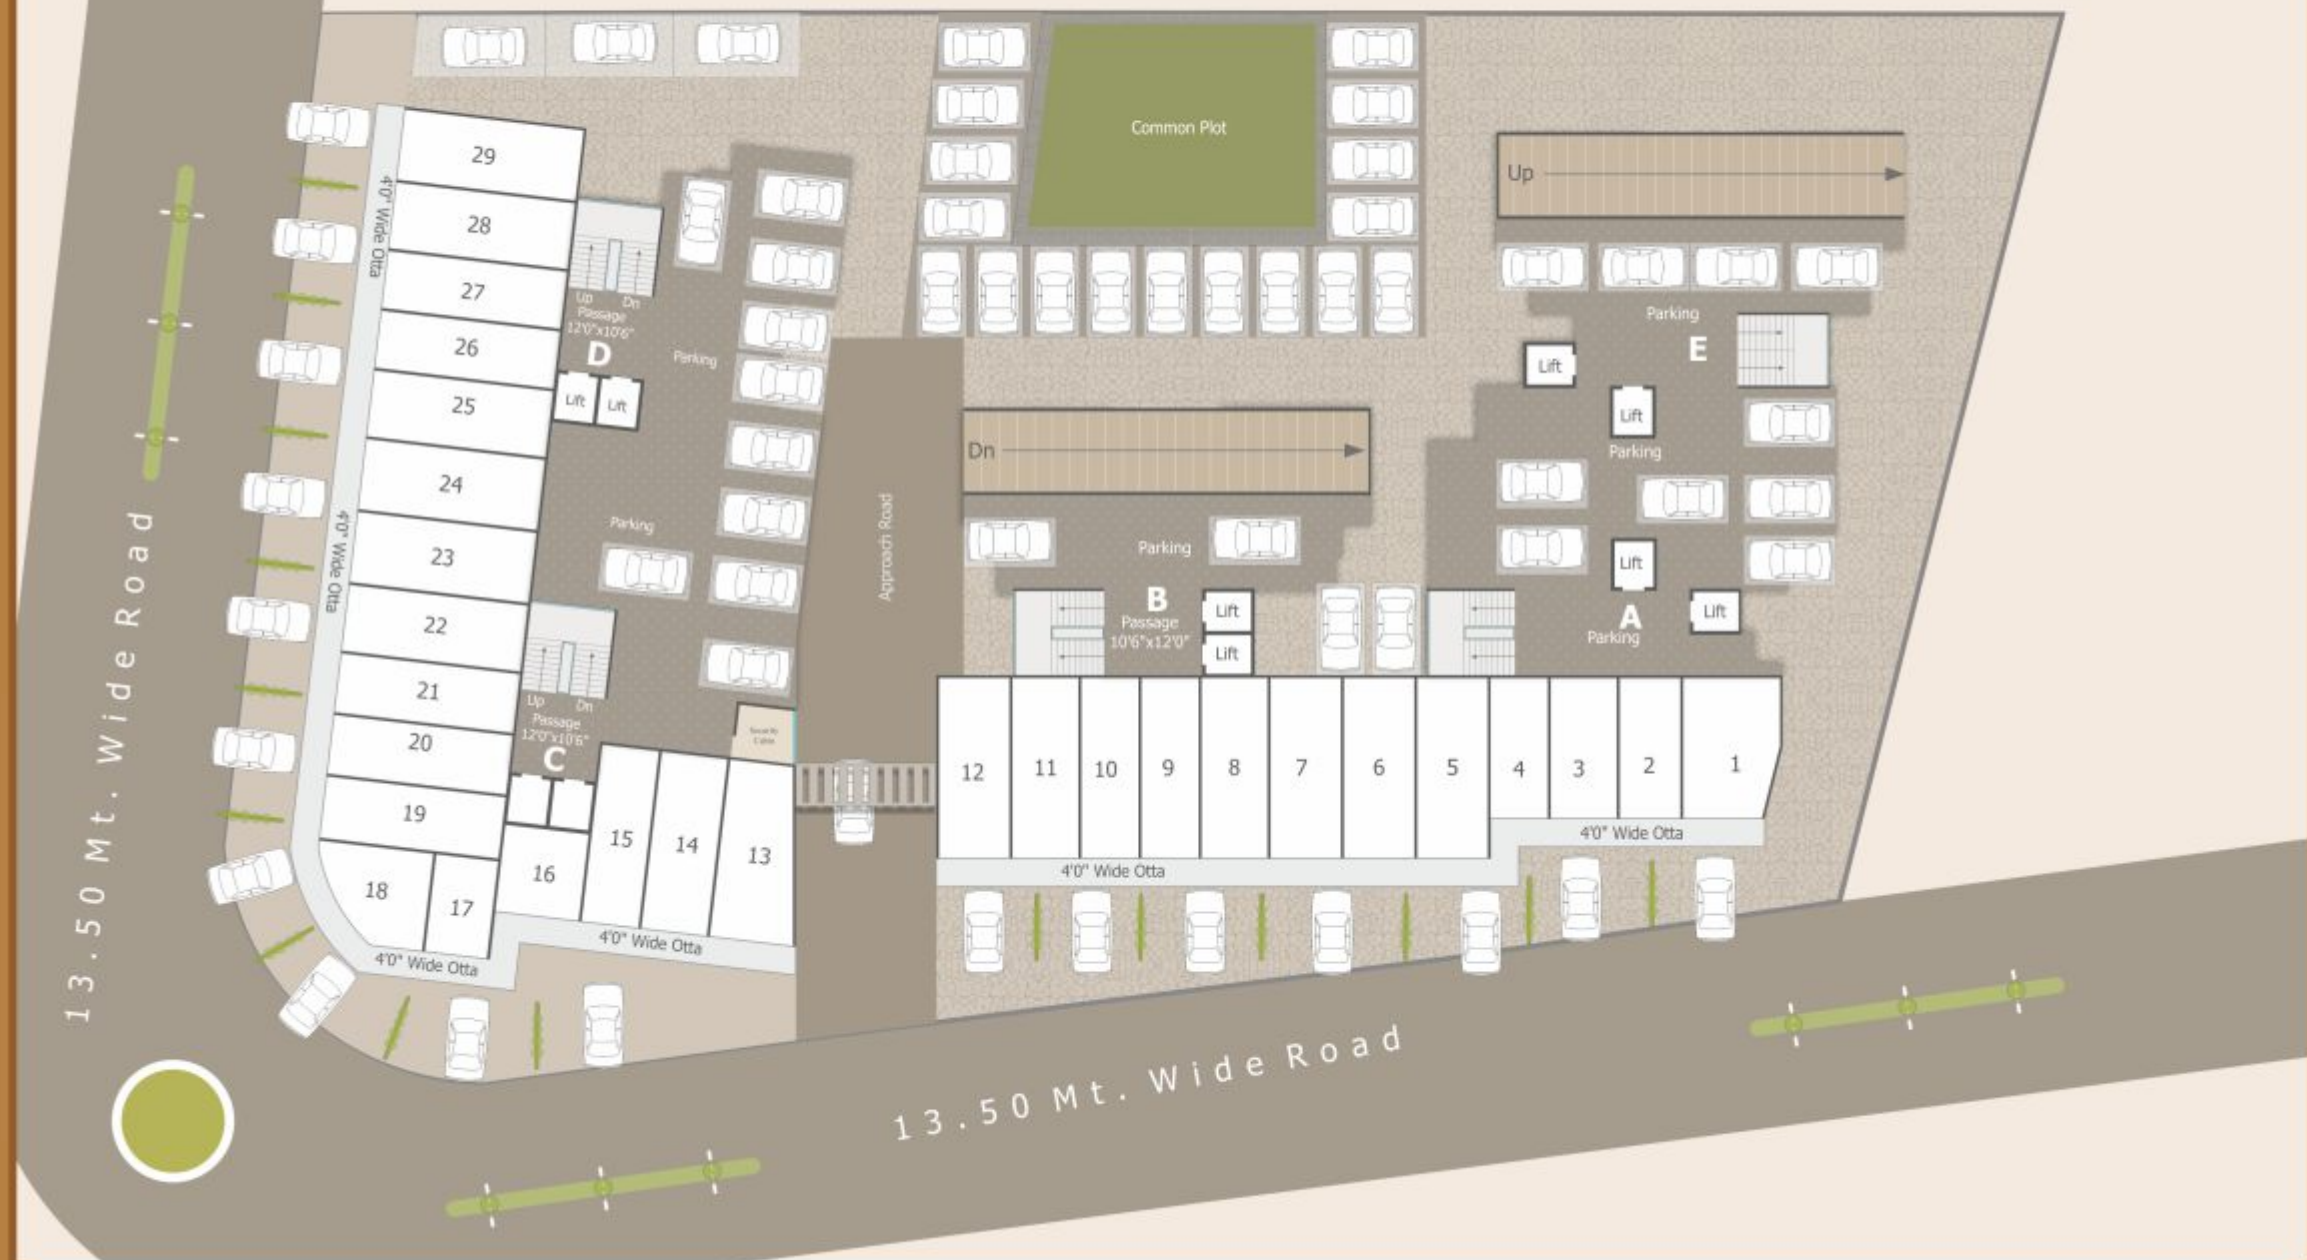 Common Plot
29
28
27
26
25
24
23
22
21
20
19
18
17
16
15
14
13
4'0" Wide Otta
4'0" Wide Otta
4'0" Wide Otta
4'0" Wide Otta
Up
Dn
Passage
12'0"x10'6"
D
Lift
Lift
Parking
Parking
Up
Dn
Passage
12'0"x10'6"
C
Approach Road
Up
Parking
E
Lift
Lift
Parking
Lift
A
Lift
Parking
Dn
Parking
B
Passage
10'6"x12'0"
Lift
Lift
12
11
10
9
8
7
6
5
4
3
2
1
4'0" Wide Otta
4'0" Wide Otta
13.50 Mt. Wide Road
13.50 Mt. Wide Road